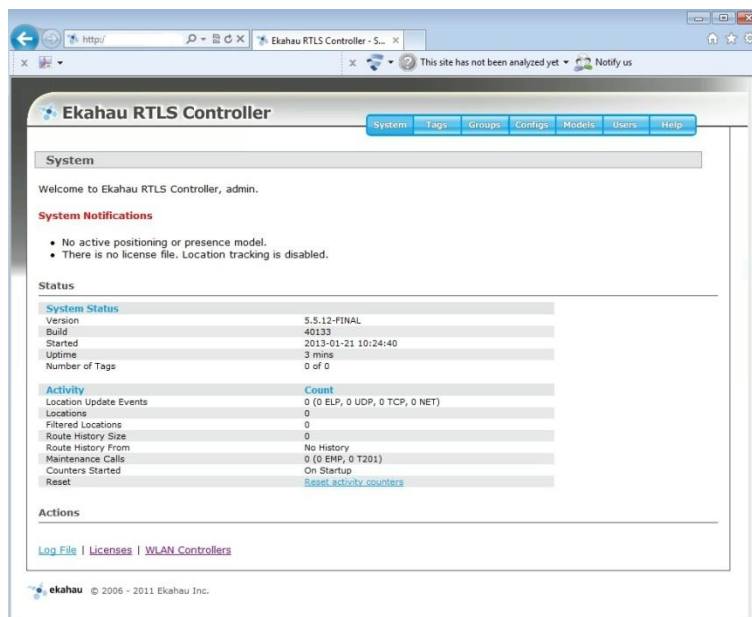 http:/
Ekahau RTLS Controller - S...
This site has not been analyzed yet
Notify us
Ekahau RTLS Controller
System Tags Groups Configs Models Users Help
System
Welcome to Ekahau RTLS Controller, admin.
System Notifications
No active positioning or presence model.
There is no license file. Location tracking is disabled.
Status
System Status
Version 5.5.12-FINAL
Build 40133
Started 2013-01-21 10:24:40
Uptime 3 mins
Number of Tags 0 of 0
Activity Count
Location Update Events 0 (0 ELP, 0 UDP, 0 TCP, 0 NET)
Locations 0
Filtered Locations 0
Route History Size 0
Route History From No History
Maintenance Calls 0 (0 EMP, 0 T201)
Counters Started On Startup
Reset Reset activity counters
Actions
Log File | Licenses | WLAN Controllers
ekahau © 2006 - 2011 Ekahau Inc.